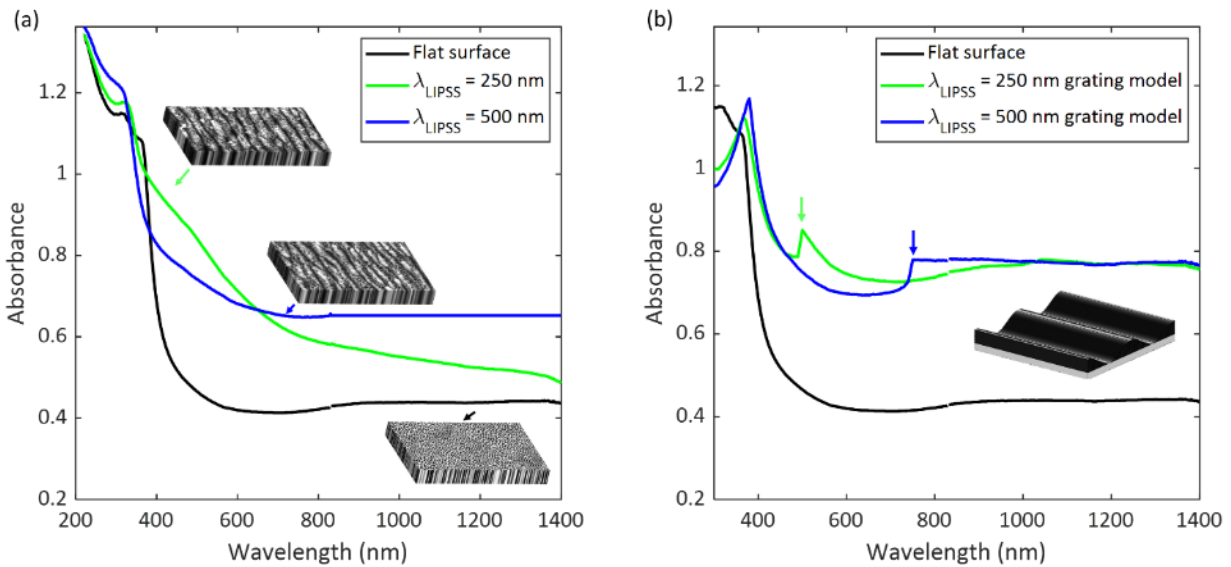 (a)
Absorbance
1.2
1
0.8
0.6
0.4
0.2
200 400 600 800 1000 1200 1400
Wavelength (nm)
Flat surface
λLIPSS = 250 nm
λLIPSS = 500 nm
(b)
Absorbance
1.2
1
0.8
0.6
0.4
0.2
400 600 800 1000 1200 1400
Wavelength (nm)
Flat surface
λLIPSS = 250 nm grating model
λLIPSS = 500 nm grating model